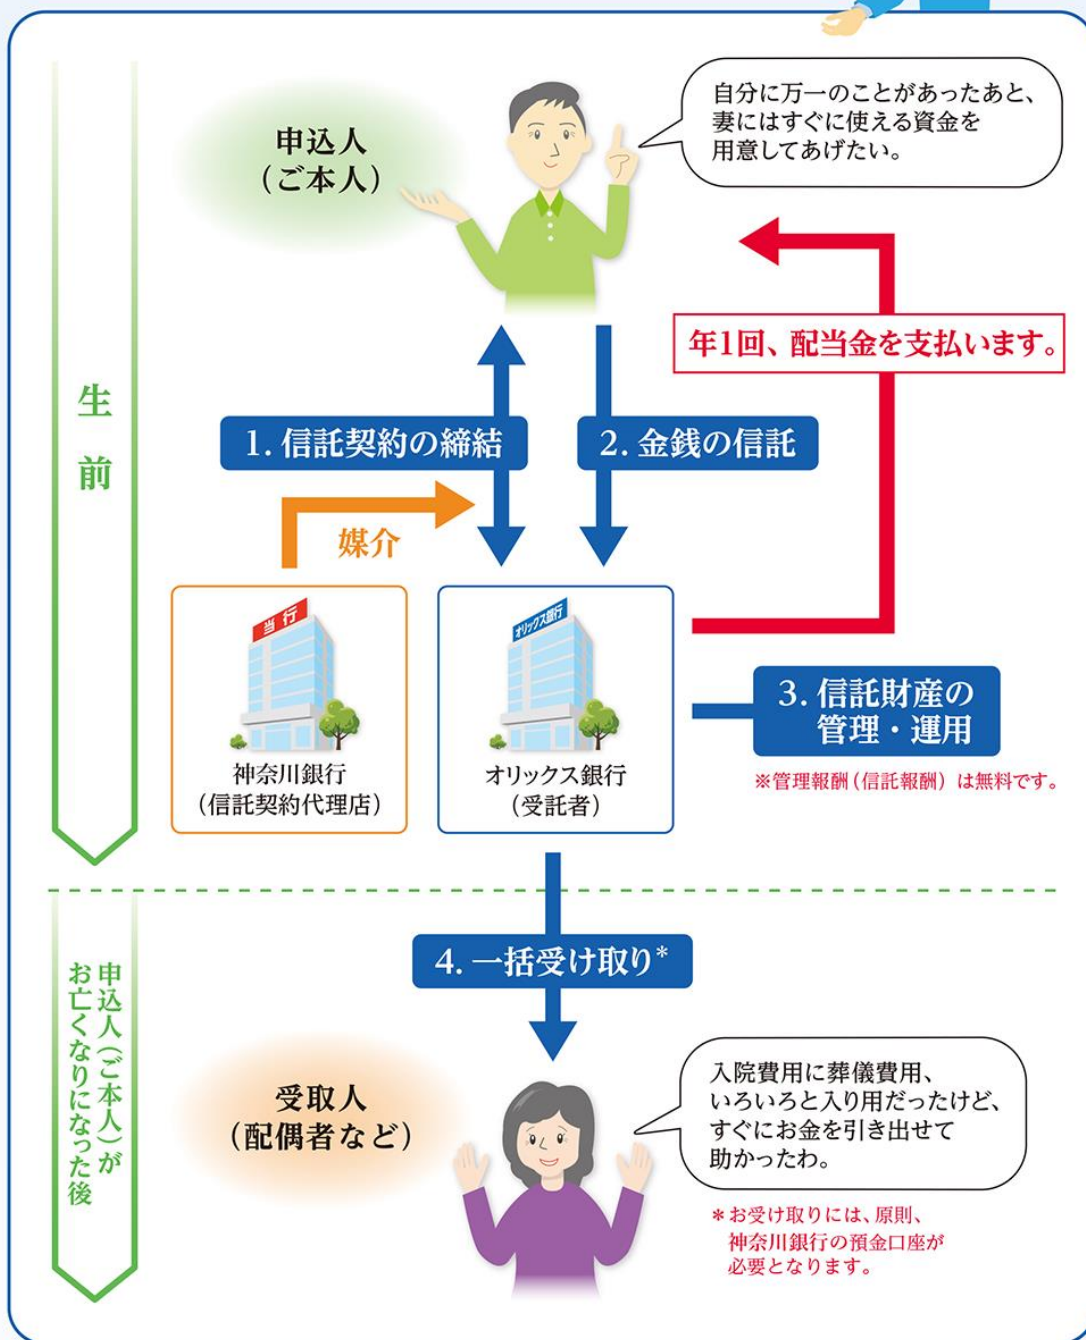 生前
申込人
（ご本人）
自分に万一のことがあったあと、
妻にはすぐに使える資金を
用意してあげたい。
年1回、配当金を支払います。
1. 信託契約の締結
2. 金銭の信託
媒介
当行
神奈川銀行
（信託契約代理店）
オリックス銀行
オリックス銀行
（受託者）
3. 信託財産の
管理・運用
※管理報酬（信託報酬）は無料です。
4. 一括受け取り*
申込人（ご本人）が
お亡くなりになった後
受取人
（配偶者など）
入院費用に葬儀費用、
いろいろと入り用だったけど、
すぐにお金を引き出せて
助かったわ。
*お受け取りには、原則、
神奈川銀行の預金口座が
必要となります。